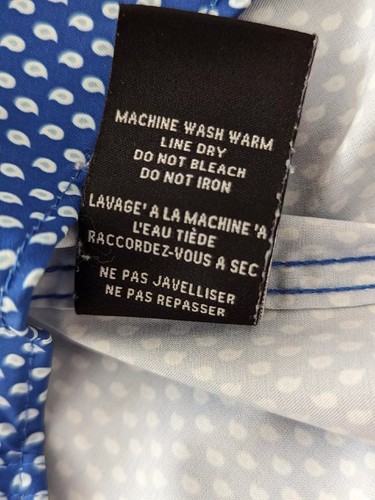 MACHINE WASH WARM
LINE DRY
DO NOT BLEACH
DO NOT IRON
LAVAGE' A LA MACHINE 'A
L'EAU TIÈDE
RACCORDEZ-VOUS A SEC
NE PAS JAVELLISER
NE PAS REPASSER